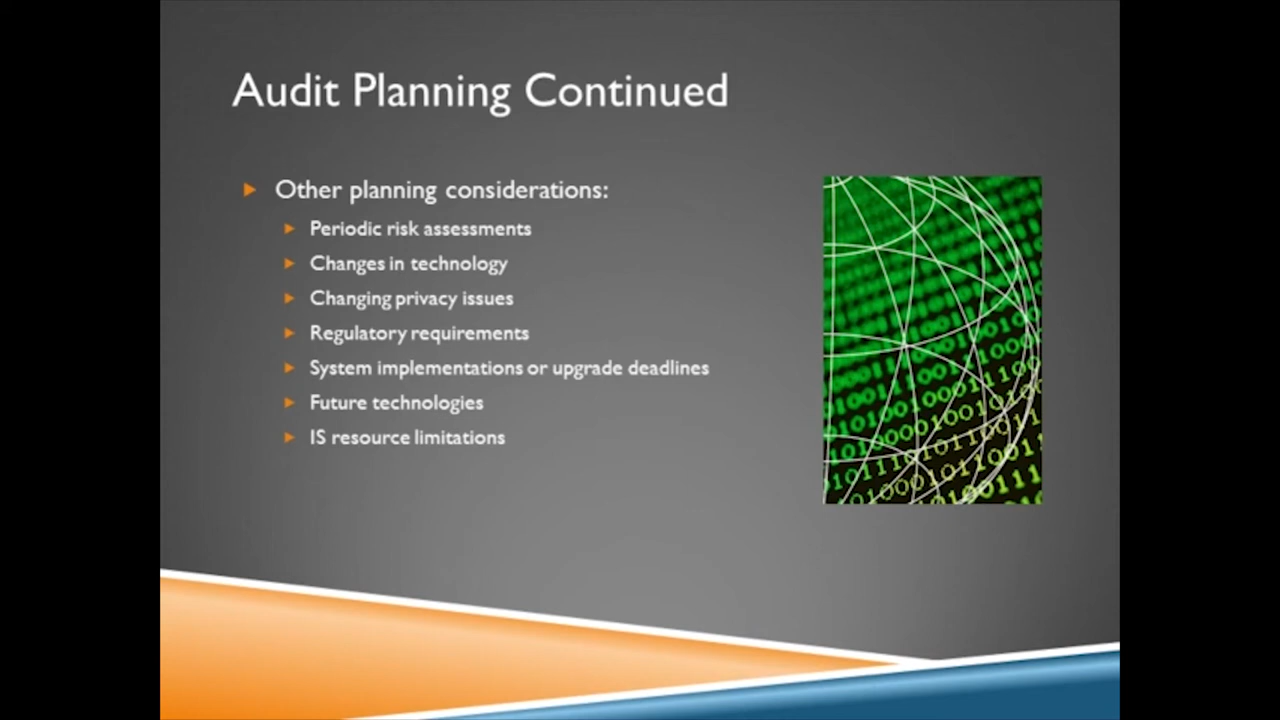 Audit Planning Continued
Other planning considerations:
Periodic risk assessments
Changes in technology
Changing privacy issues
Regulatory requirements
System implementations or upgrade deadlines
Future technologies
IS resource limitations